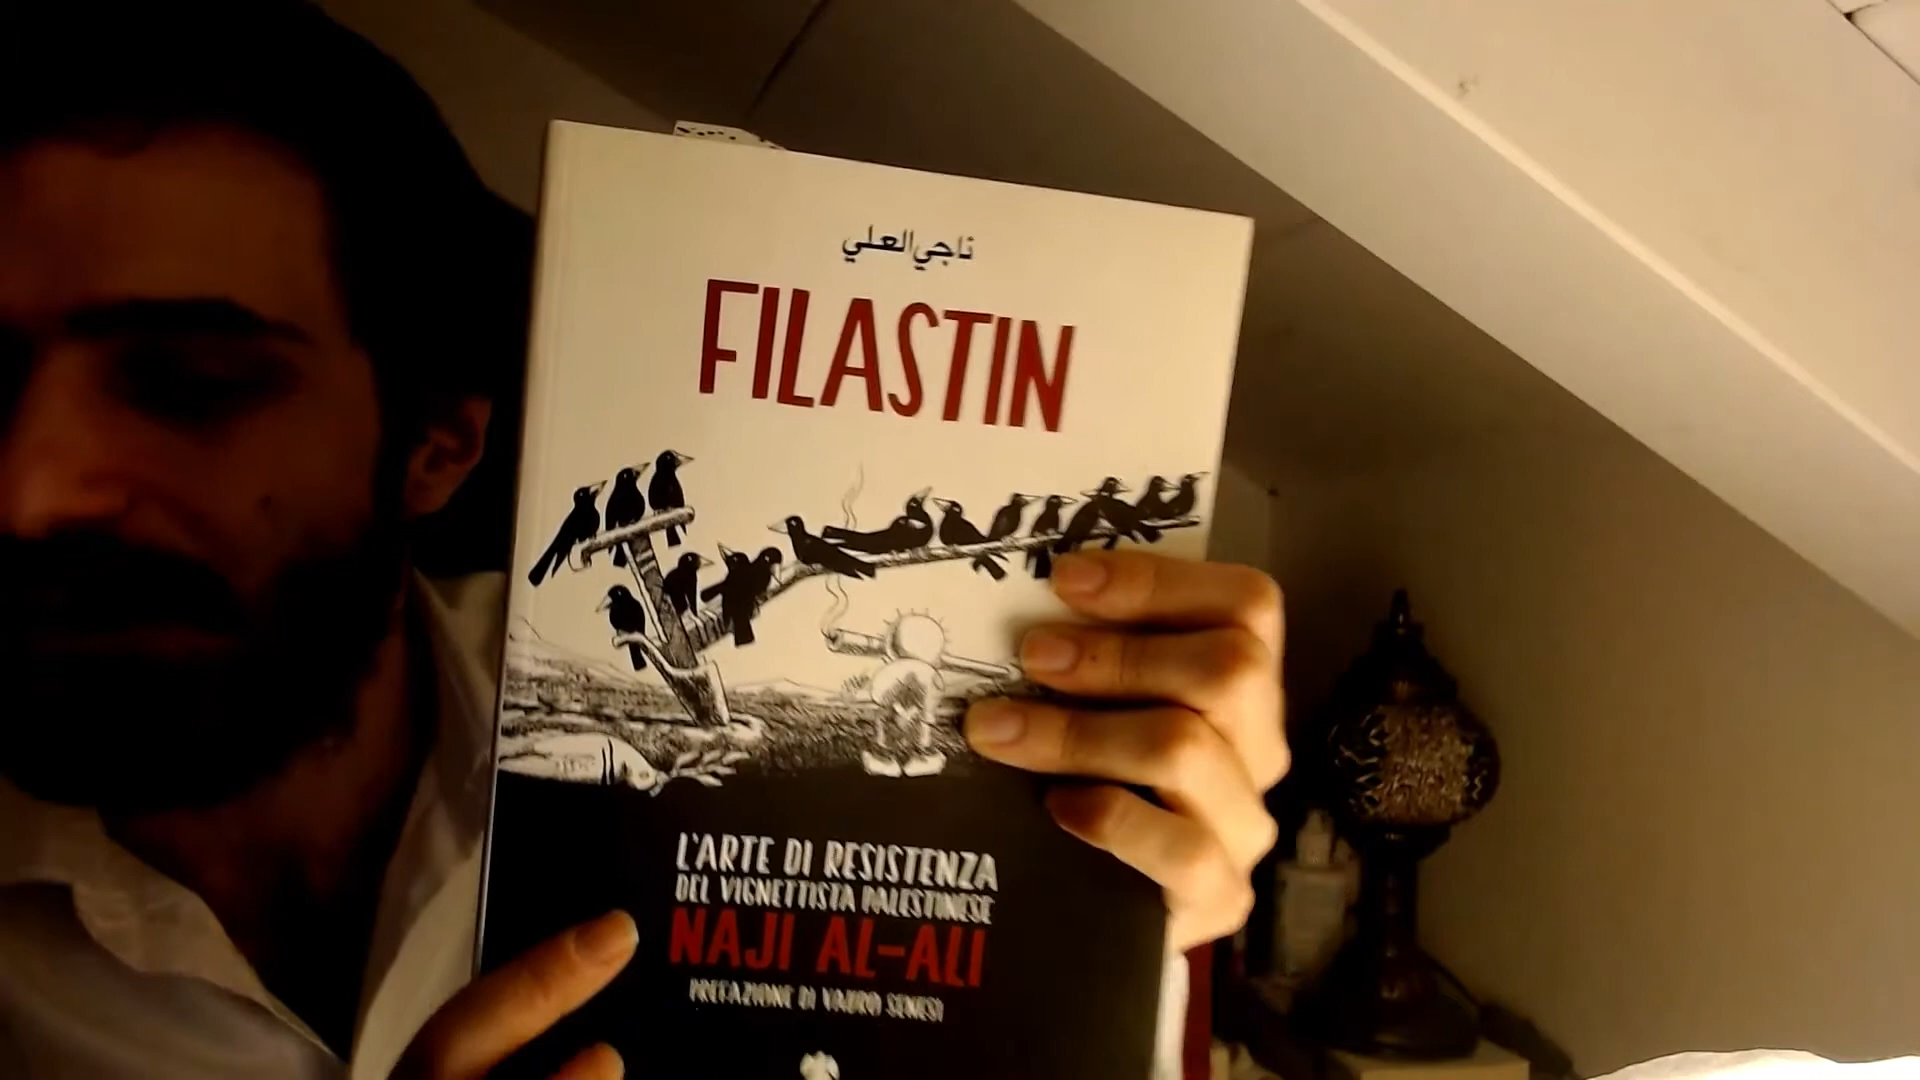 ناجي العلي
FILASTIN
L'ARTE DI RESISTENZA
DEL VIGNETTISTA PALESTINESE
NAJI AL-ALI
PREFAZIONE DI VAURO SENESI